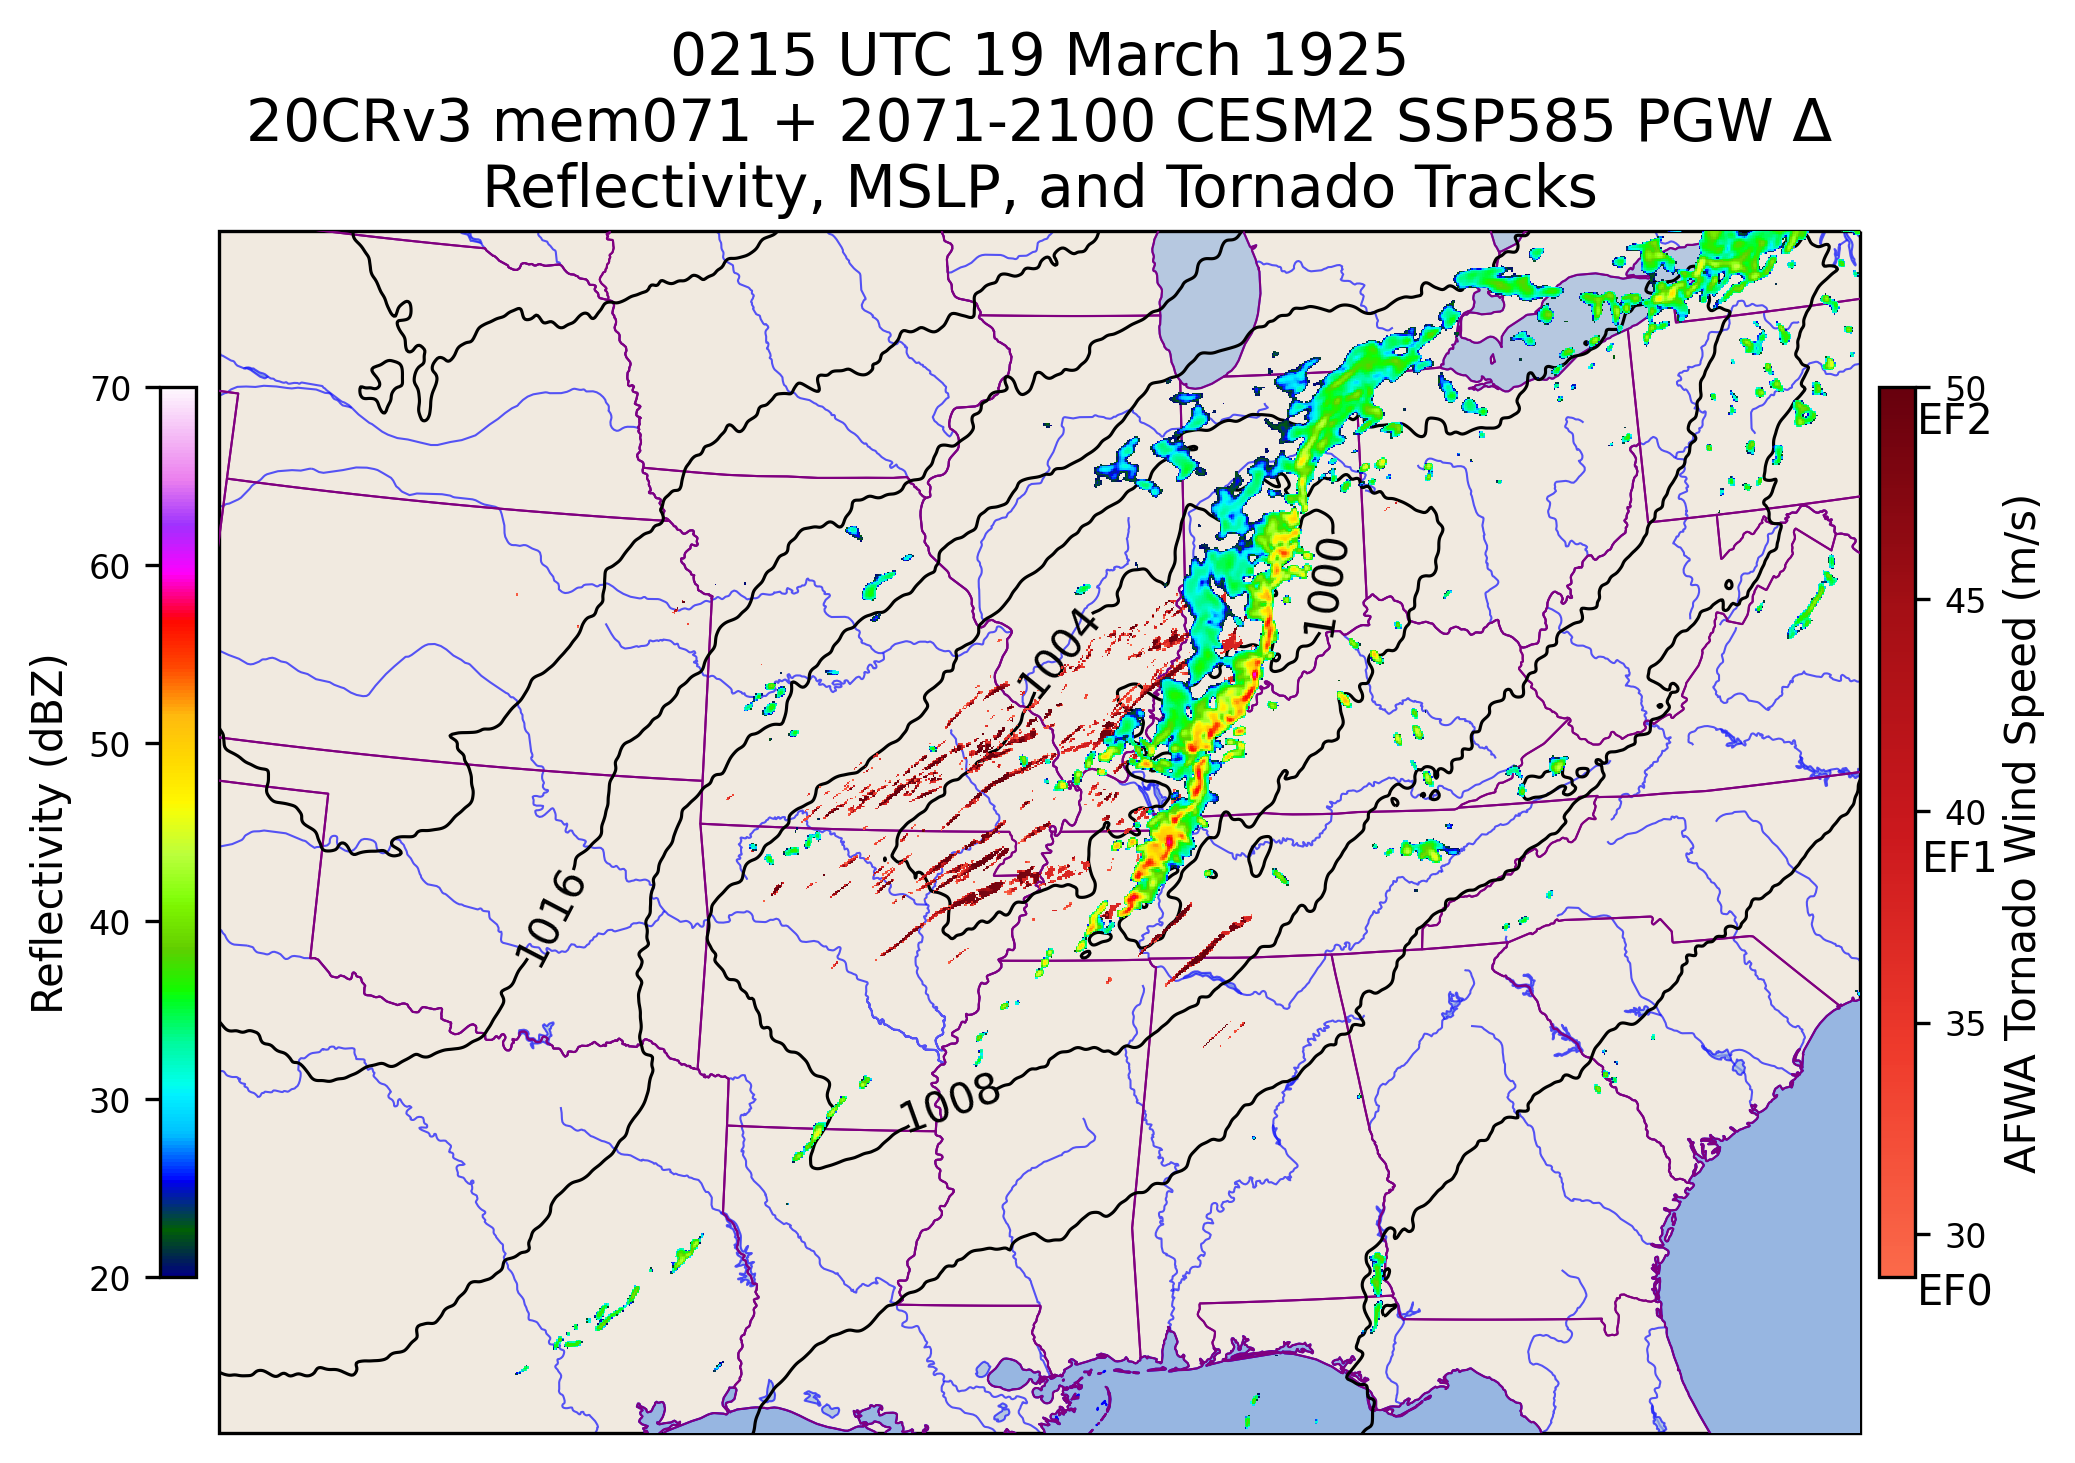 0215 UTC 19 March 1925
20CRv3 mem071 + 2071-2100 CESM2 SSP585 PGW Δ
Reflectivity, MSLP, and Tornado Tracks
70
60
50
40
30
20
Reflectivity (dBZ)
1000
1004
1016
1008
50
EF2
45
40
EF1
35
30
EF0
AFWA Tornado Wind Speed (m/s)